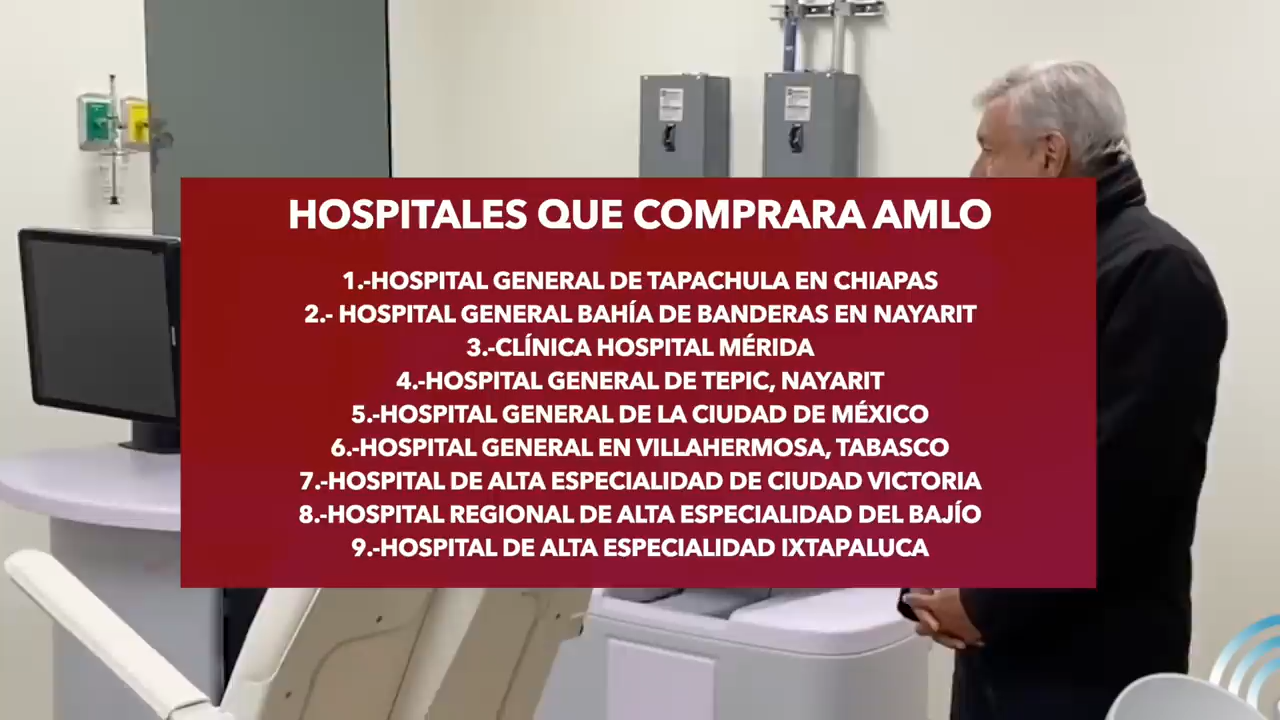 HOSPITALES QUE COMPRARA AMLO
1.-HOSPITAL GENERAL DE TAPACHULA EN CHIAPAS
2.- HOSPITAL GENERAL BAHÍA DE BANDERAS EN NAYARIT
3.-CLÍNICA HOSPITAL MÉRIDA
4.-HOSPITAL GENERAL DE TEPIC, NAYARIT
5.-HOSPITAL GENERAL DE LA CIUDAD DE MÉXICO
6.-HOSPITAL GENERAL EN VILLAHERMOSA, TABASCO
7.-HOSPITAL DE ALTA ESPECIALIDAD DE CIUDAD VICTORIA
8.-HOSPITAL REGIONAL DE ALTA ESPECIALIDAD DEL BAJÍO
9.-HOSPITAL DE ALTA ESPECIALIDAD IXTAPALUCA